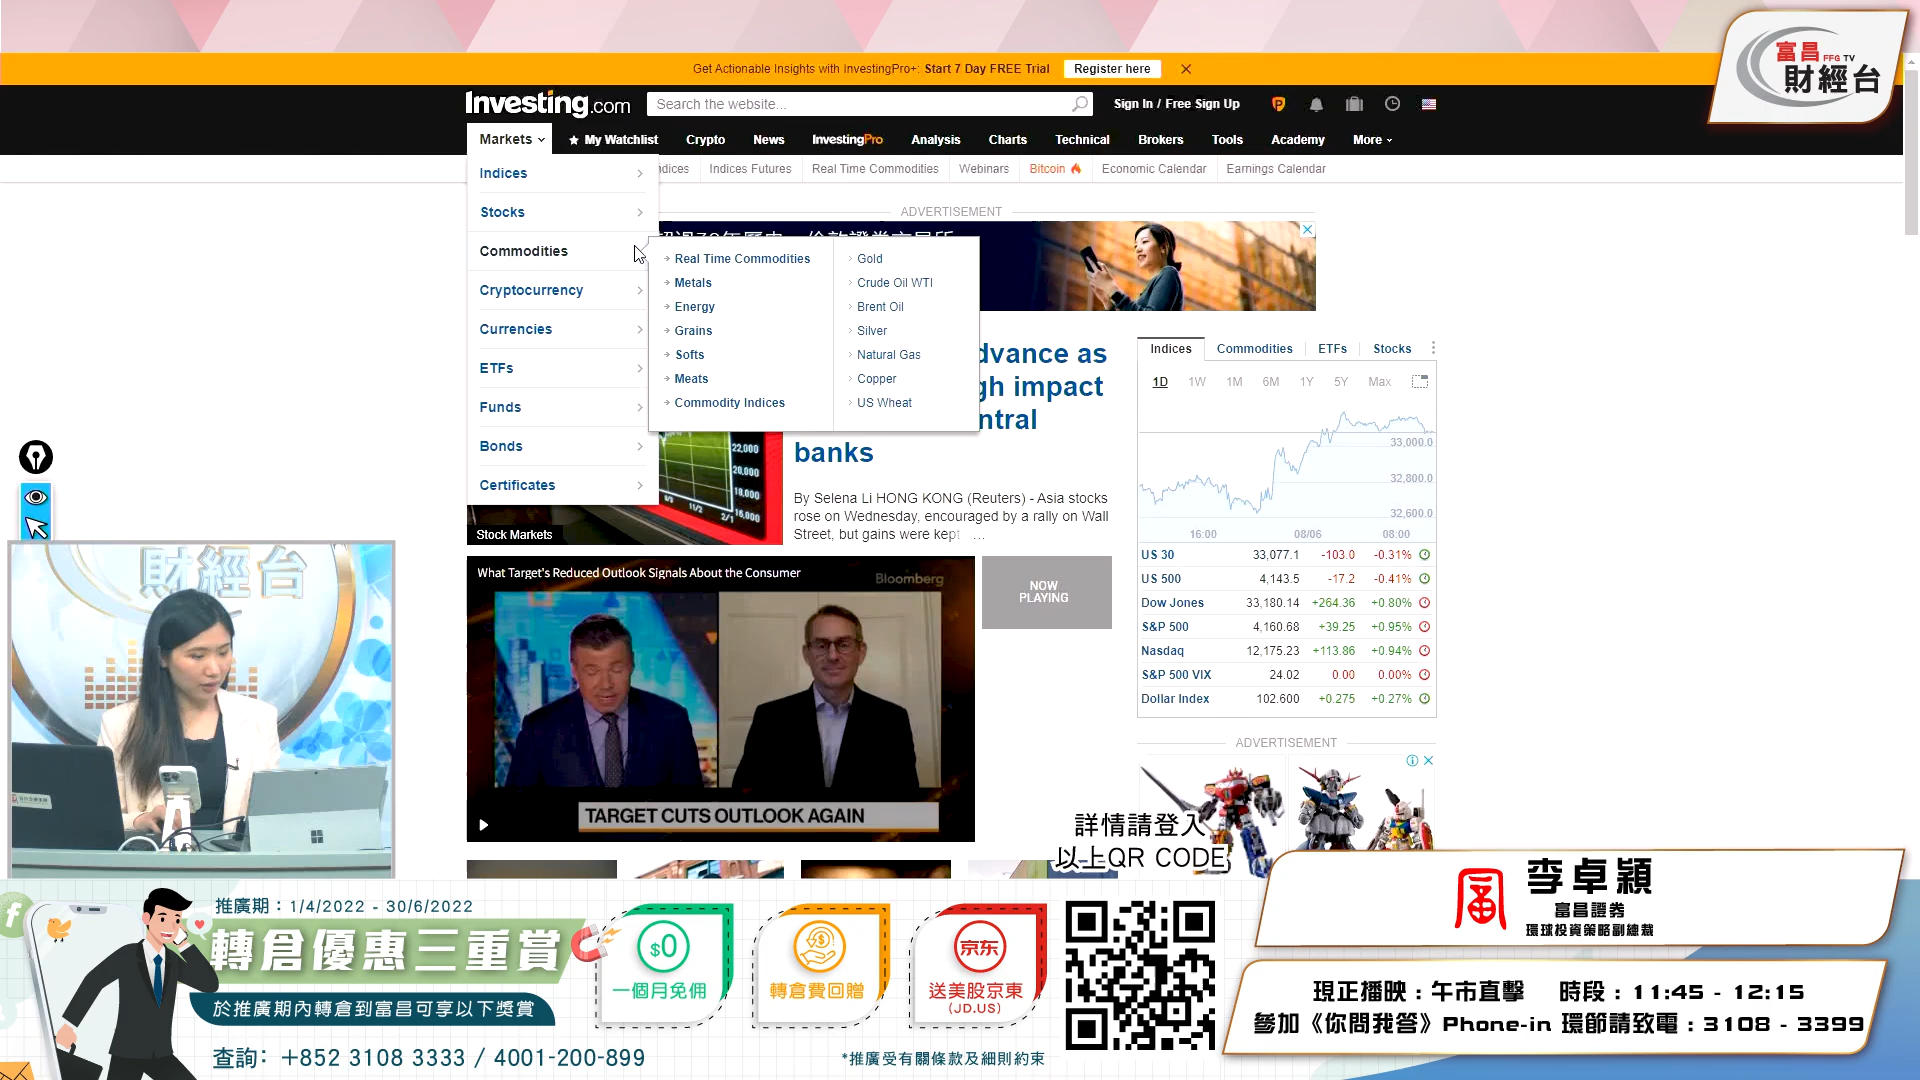 富昌 FFG TV
財經台
Get Actionable Insights with InvestingPro+: Start 7 Day FREE Trial
Register here
Investing.com
Search the website...
Sign In / Free Sign Up
Markets
My Watchlist
Crypto
News
InvestingPro
Analysis
Charts
Technical
Brokers
Tools
Academy
More
Indices Futures
Real Time Commodities
Webinars
Bitcoin
Economic Calendar
Earnings Calendar
Indices
Stocks
Commodities
Cryptocurrency
Currencies
ETFs
Funds
Bonds
Certificates
Real Time Commodities
Metals
Energy
Grains
Softs
Meats
Commodity Indices
Gold
Crude Oil WTI
Brent Oil
Silver
Natural Gas
Copper
US Wheat
ADVERTISEMENT
dvance as
gh impact
ntral
banks
By Selena Li HONG KONG (Reuters) - Asia stocks
rose on Wednesday, encouraged by a rally on Wall
Street, but gains were kept ...
22,000
20,000
18,000
16,000
11/2
2/1
Stock Markets
Indices
Commodities
ETFs
Stocks
1D 1W 1M 6M 1Y 5Y Max
33,000.0
32,800.0
32,600.0
16:00 08/06 08:00
US 30 33,077.1 -103.0 -0.31%
US 500 4,143.5 -17.2 -0.41%
Dow Jones 33,180.14 +264.36 +0.80%
S&P 500 4,160.68 +39.25 +0.95%
Nasdaq 12,175.23 +113.86 +0.94%
S&P 500 VIX 24.02 0.00 0.00%
Dollar Index 102.600 +0.275 +0.27%
ADVERTISEMENT
What Target's Reduced Outlook Signals About the Consumer
Bloomberg
TARGET CUTS OUTLOOK AGAIN
NOW
PLAYING
財經台
詳情請登入
以上QR CODE
推廣期：1/4/2022 - 30/6/2022
轉倉優惠三重賞
於推廣期內轉倉到富昌可享以下獎賞
查詢： +852 3108 3333 / 4001-200-899
$0
一個月免佣
轉倉費回贈
京东
送美股京東
(JD.US)
*推廣受有關條款及細則約束
李卓穎
富昌證券
環球投資策略副總裁
現正播映：午市直擊 時段：11:45 - 12:15
參加《你問我答》Phone-in 環節請致電：3108 - 3399